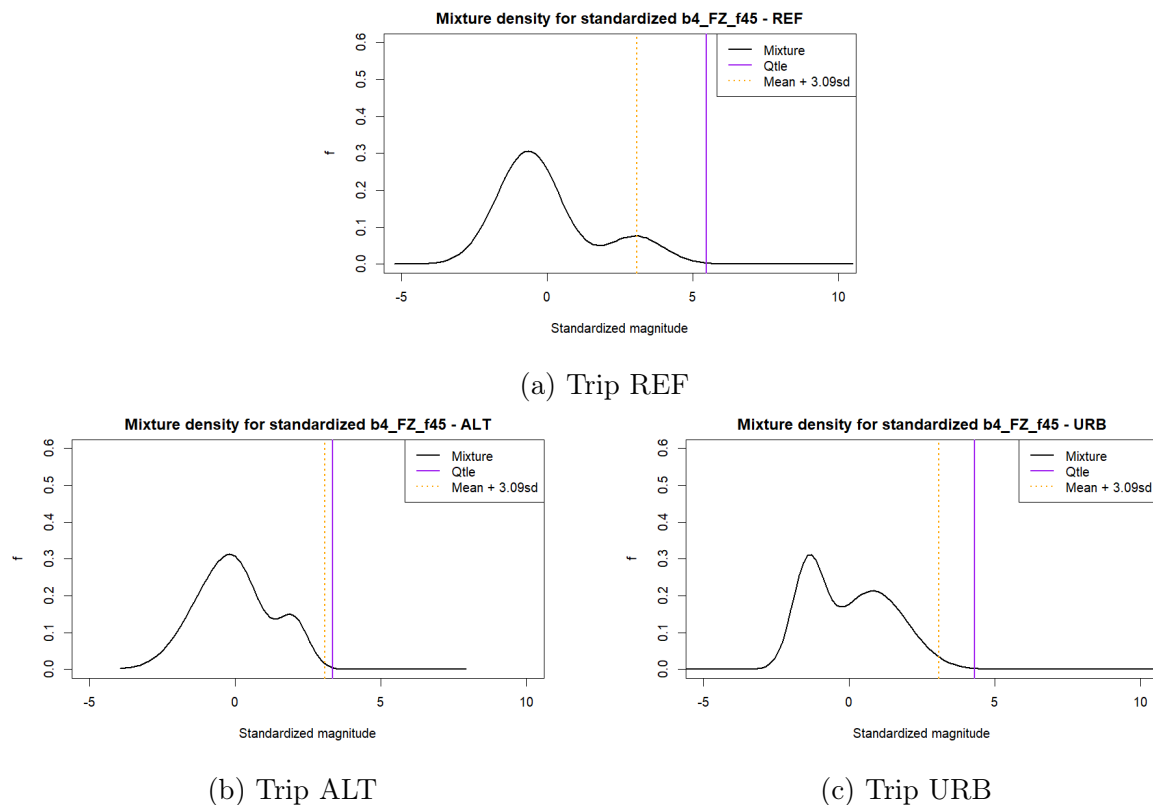 Mixture density for standardized b4_FZ_f45 - REF
Mixture
Qtle
Mean + 3.09sd
f
0.0 0.1 0.2 0.3 0.4 0.5 0.6
-5 0 5 10
Standardized magnitude
(a) Trip REF
Mixture density for standardized b4_FZ_f45 - ALT
Mixture
Qtle
Mean + 3.09sd
f
0.0 0.1 0.2 0.3 0.4 0.5 0.6
-5 0 5 10
Standardized magnitude
(b) Trip ALT
Mixture density for standardized b4_FZ_f45 - URB
Mixture
Qtle
Mean + 3.09sd
f
0.0 0.1 0.2 0.3 0.4 0.5 0.6
-5 0 5 10
Standardized magnitude
(c) Trip URB